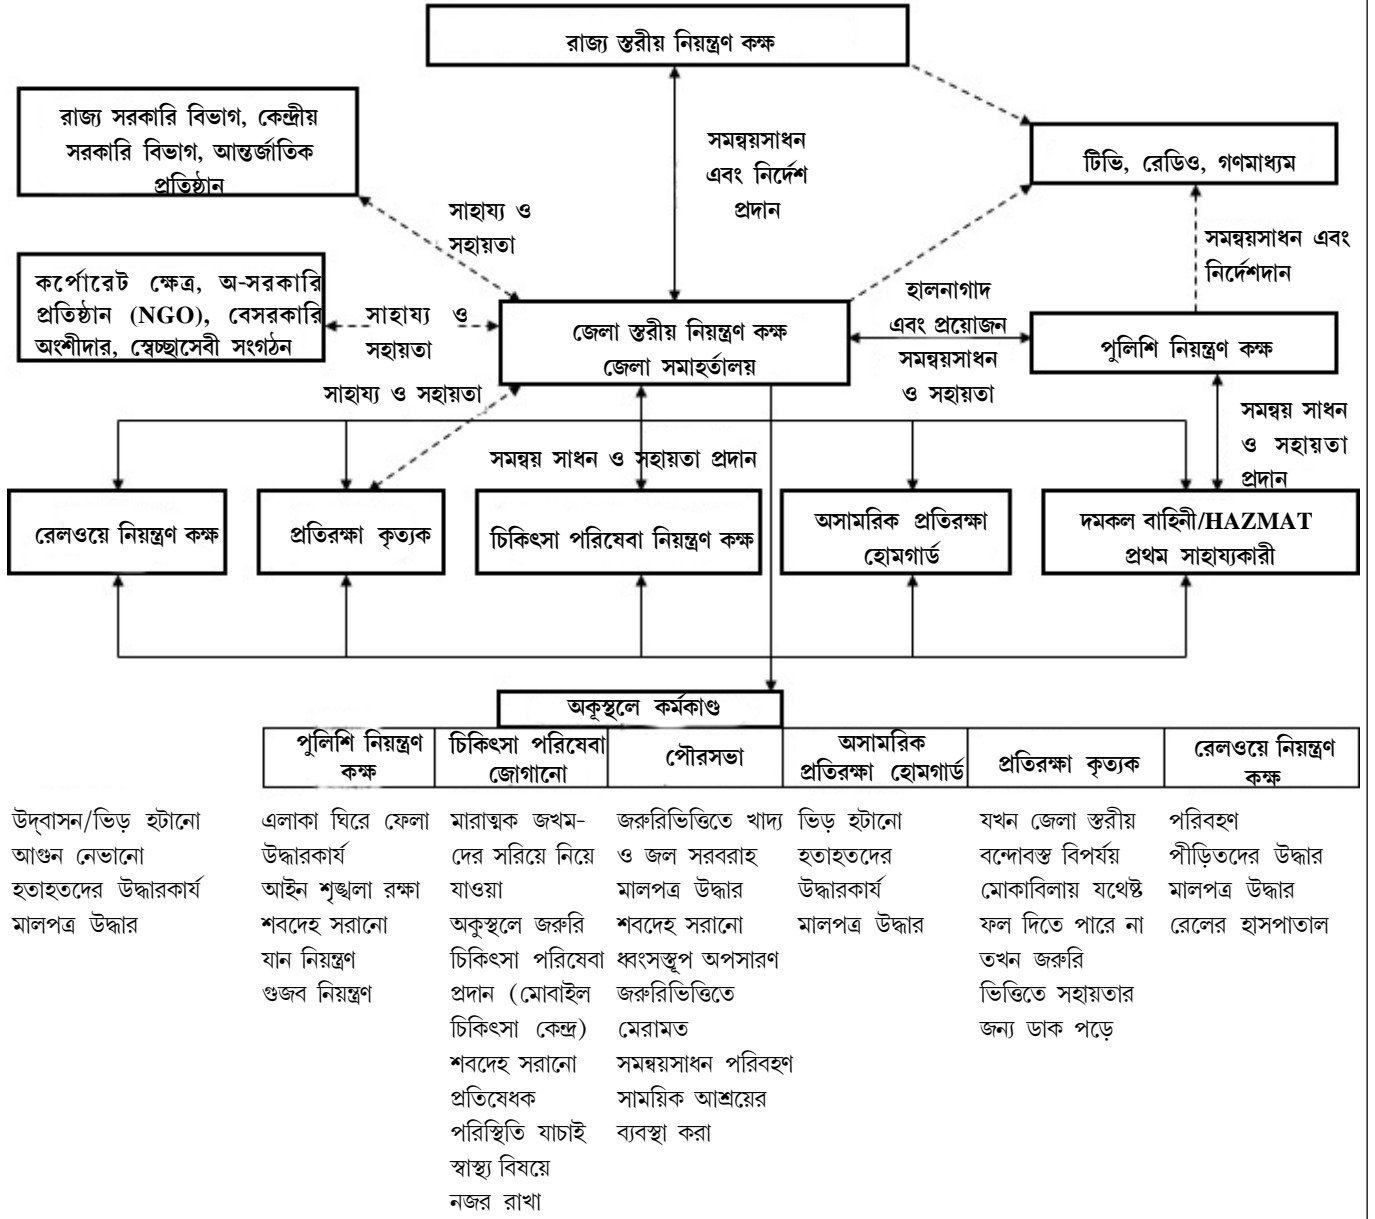 রাজ্য স্তরীয় নিয়ন্ত্রণ কক্ষ
রাজ্য সরকারি বিভাগ, কেন্দ্রীয়
সরকারি বিভাগ, আন্তর্জাতিক
প্রতিষ্ঠান
সমন্বয়সাধন
এবং নির্দেশ
প্রদান
টিভি, রেডিও, গণমাধ্যম
সাহায্য ও
সহায়তা
সমন্বয়সাধন এবং
নির্দেশদান
কর্পোরেট ক্ষেত্র, অ-সরকারি
প্রতিষ্ঠান (NGO), বেসরকারি
অংশীদার, স্বেচ্ছাসেবী সংগঠন
সাহায্য ও
সহায়তা
জেলা স্তরীয় নিয়ন্ত্রণ কক্ষ
জেলা সমাহর্তালয়
হালনাগাদ
এবং প্রয়োজন
সমন্বয়সাধন
ও সহায়তা
পুলিশি নিয়ন্ত্রণ কক্ষ
সাহায্য ও সহায়তা
সমন্বয় সাধন
ও সহায়তা
প্রদান
সমন্বয় সাধন ও সহায়তা প্রদান
রেলওয়ে নিয়ন্ত্রণ কক্ষ
প্রতিরক্ষা কৃত্যক
চিকিৎসা পরিষেবা নিয়ন্ত্রণ কক্ষ
অসামরিক প্রতিরক্ষা
হোমগার্ড
দমকল বাহিনী/HAZMAT
প্রথম সাহায্যকারী
অকূস্থলে কর্মকাণ্ড
পুলিশি নিয়ন্ত্রণ
কক্ষ
চিকিৎসা পরিষেবা
জোগানো
পৌরসভা
অসামরিক
প্রতিরক্ষা হোমগার্ড
প্রতিরক্ষা কৃত্যক
রেলওয়ে নিয়ন্ত্রণ
কক্ষ
উদ্‌বাসন/ভিড় হটানো
আগুন নেভানো
হতাহতদের উদ্ধারকার্য
মালপত্র উদ্ধার
এলাকা ঘিরে ফেলা
উদ্ধারকার্য
আইন শৃঙ্খলা রক্ষা
শবদেহ সরানো
যান নিয়ন্ত্রণ
গুজব নিয়ন্ত্রণ
মারাত্মক জখম-
দের সরিয়ে নিয়ে
যাওয়া
অকুস্থলে জরুরি
চিকিৎসা পরিষেবা
প্রদান (মোবাইল
চিকিৎসা কেন্দ্র)
শবদেহ সরানো
প্রতিষেধক
পরিস্থিতি যাচাই
স্বাস্থ্য বিষয়ে
নজর রাখা
জরুরিভিত্তিতে খাদ্য
ও জল সরবরাহ
মালপত্র উদ্ধার
শবদেহ সরানো
ধ্বংসস্তূপ অপসারণ
জরুরিভিত্তিতে
মেরামত
সমন্বয়সাধন পরিবহণ
সাময়িক আশ্রয়ের
ব্যবস্থা করা
ভিড় হটানো
হতাহতদের
উদ্ধারকার্য
মালপত্র উদ্ধার
যখন জেলা স্তরীয়
বন্দোবস্ত বিপর্যয়
মোকাবিলায় যথেষ্ট
ফল দিতে পারে না
তখন জরুরি
ভিত্তিতে সহায়তার
জন্য ডাক পড়ে
পরিবহণ
পীড়িতদের উদ্ধার
মালপত্র উদ্ধার
রেলের হাসপাতাল